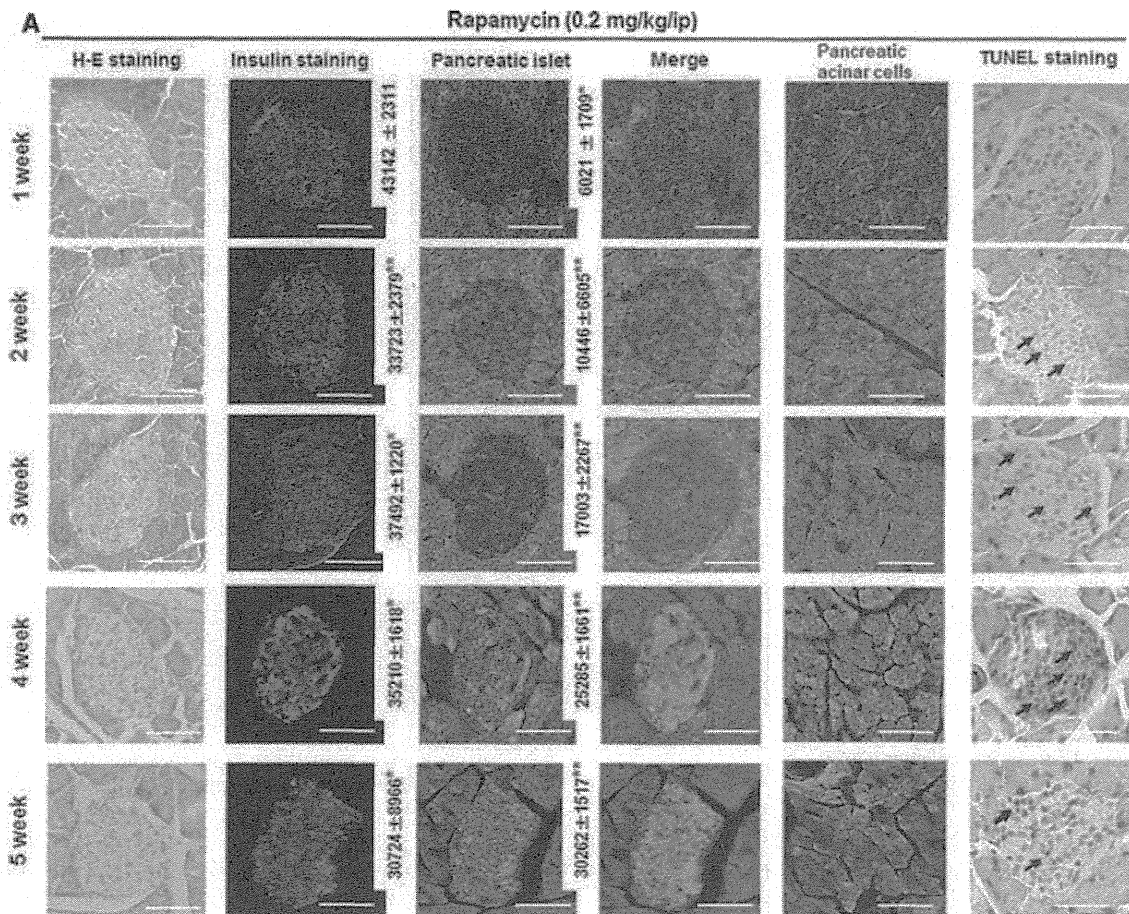 A
Rapamycin (0.2 mg/kg/ip)
H-E staining
Insulin staining
Pancreatic islet
Merge
Pancreatic
acinar cells
TUNEL staining
1 week
43142 ± 2311
6021 ± 1709*
2 week
33723±2379**
10446±6605**
3 week
37492±1220*
17003±2267**
4 week
35210±1618*
25285±1661**
5 week
30724±8966*
30262±1517**